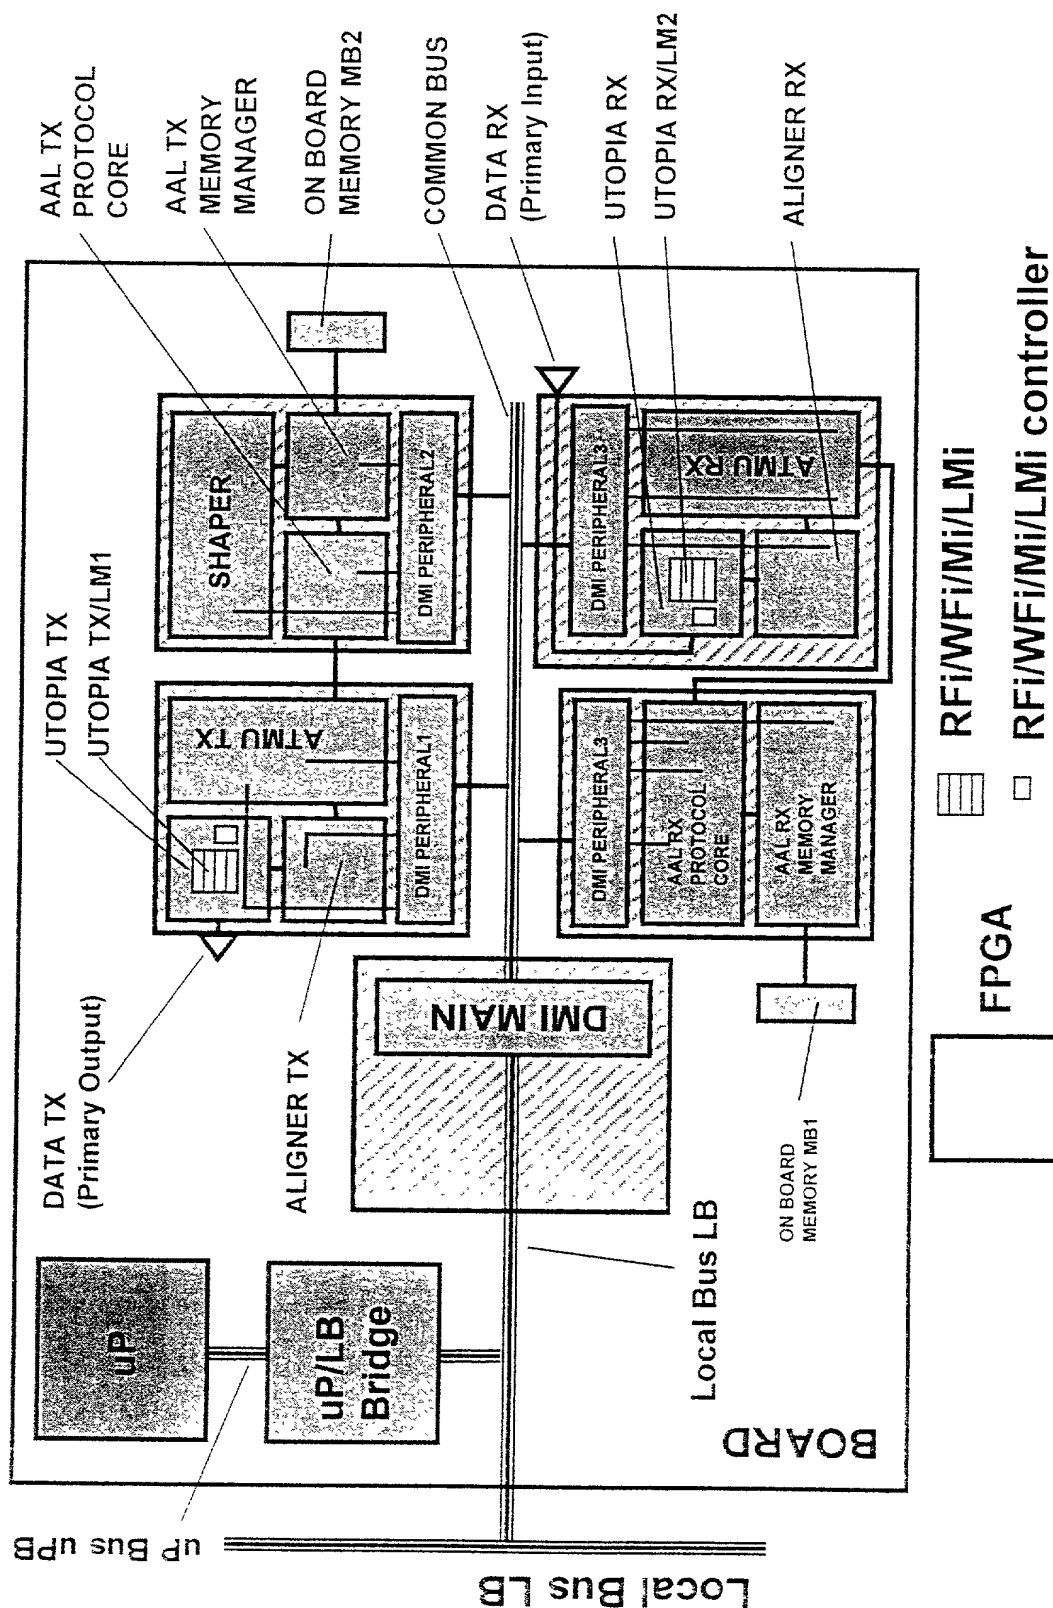 AAL TX
PROTOCOL
CORE
AAL TX
MEMORY
MANAGER
ON BOARD
MEMORY MB2
COMMON BUS
DATA RX
(Primary Input)
UTOPIA RX
UTOPIA RX/LM2
ALIGNER RX
UTOPIA TX
UTOPIA TX/LM1
SHAPER
DMI PERIPHERAL2
ATMU TX
DMI PERIPHERAL1
DMI PERIPHERAL3
ATMU RX
DMI PERIPHERAL3
AAL RX
PROTOCOL
CORE
AAL RX
MEMORY
MANAGER
DATA TX
(Primary Output)
ALIGNER TX
DMI MAIN
ON BOARD
MEMORY MB1
uP
uP/LB
Bridge
Local Bus LB
BOARD
uP Bus uPB
Local Bus LB
FPGA
RFi/WFi/Mi/LMi
RFi/WFi/Mi/LMi controller